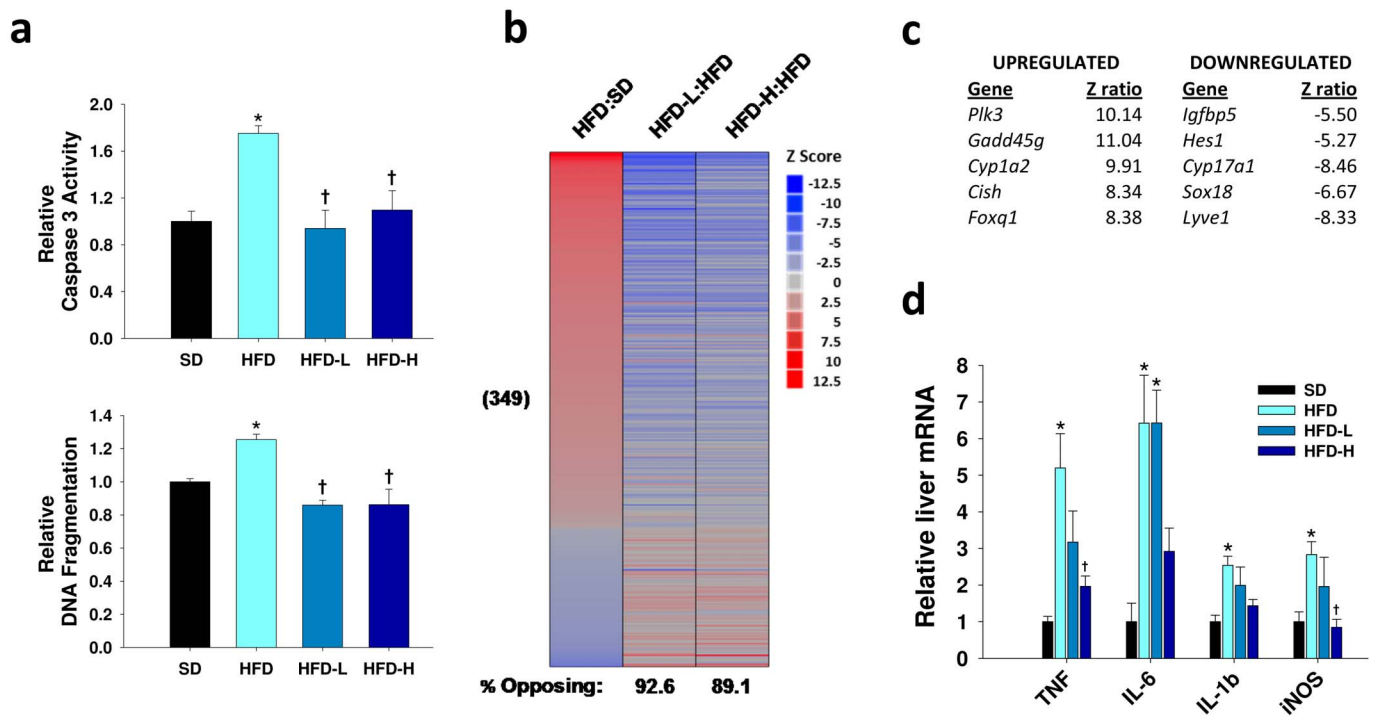 a
2.0
1.6
1.2
0.8
0.4
0.0
Relative
Caspase 3 Activity
*
†
†
SD HFD HFD-L HFD-H
1.4
1.2
1.0
0.8
0.6
0.4
0.2
0.0
Relative
DNA Fragmentation
*
†
†
SD HFD HFD-L HFD-H
b
HFD:SD
HFD-L:HFD
HFD-H:HFD
(349)
% Opposing: 92.6 89.1
Z Score
-12.5
-10
-7.5
-5
-2.5
0
2.5
5
7.5
10
12.5
c
UPREGULATED DOWNREGULATED
Gene Z ratio Gene Z ratio
Plk3 10.14 Igfbp5 -5.50
Gadd45g 11.04 Hes1 -5.27
Cyp1a2 9.91 Cyp17a1 -8.46
Cish 8.34 Sox18 -6.67
Foxq1 8.38 Lyve1 -8.33
d
8
7
6
5
4
3
2
1
0
Relative liver mRNA
* † * * * * †
SD
HFD
HFD-L
HFD-H
TNF IL-6 IL-1b iNOS